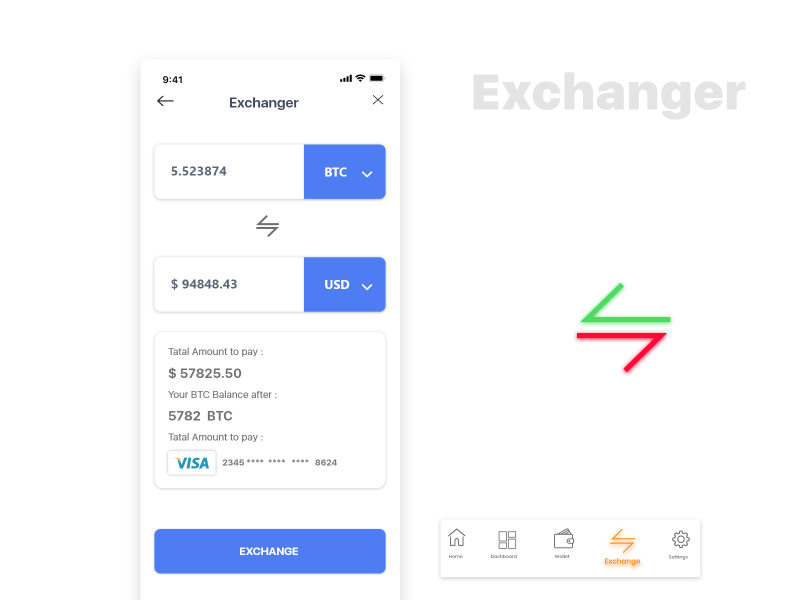 9:41
Exchanger
5.523874
BTC
$ 94848.43
USD
Tatal Amount to pay :
$ 57825.50
Your BTC Balance after :
5782 BTC
Tatal Amount to pay :
VISA 2345 **** **** **** 8624
EXCHANGE
Exchanger
Home
Dashboard
Wallet
Exchange
Settings